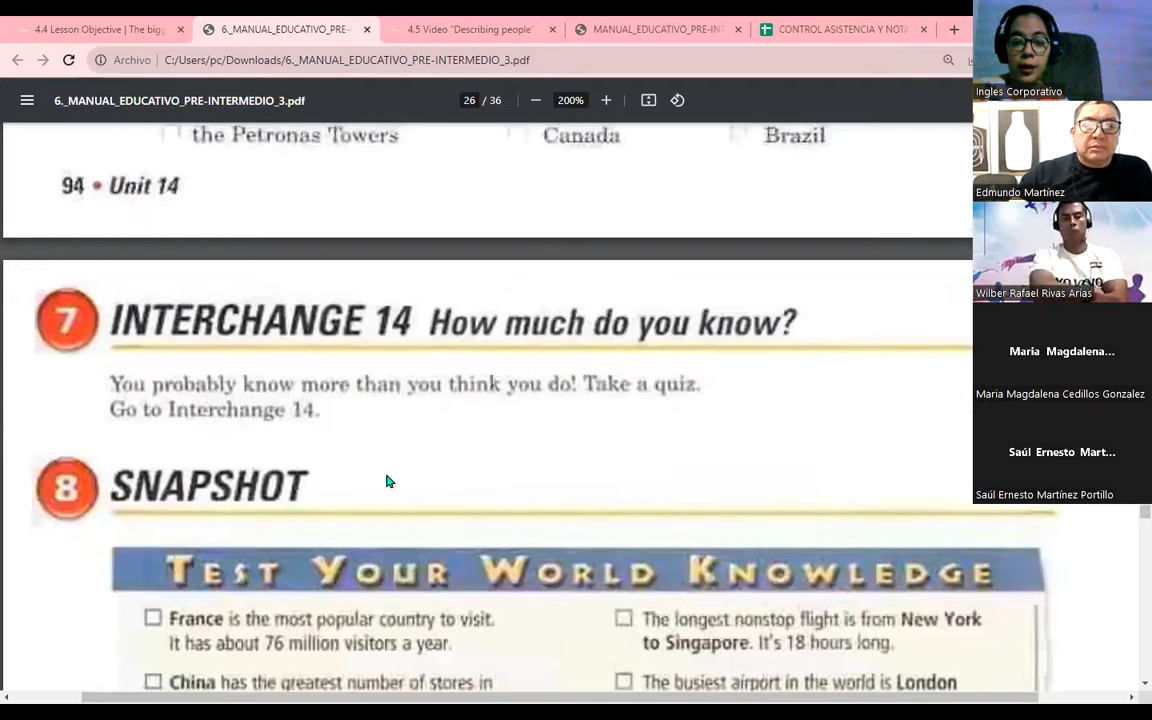 4.4 Lesson Objective | The bigg
6._MANUAL_EDUCATIVO_PRE-
4.5 Video "Describing people"
MANUAL_EDUCATIVO_PRE-INT
CONTROL ASISTENCIA Y NOTA
Archivo
C:/Users/pc/Downloads/6._MANUAL_EDUCATIVO_PRE-INTERMEDIO_3.pdf
6._MANUAL_EDUCATIVO_PRE-INTERMEDIO_3.pdf
26 / 36
200%
the Petronas Towers
Canada
Brazil
94 • Unit 14
7 INTERCHANGE 14 How much do you know?
You probably know more than you think you do! Take a quiz.
Go to Interchange 14.
8 SNAPSHOT
TEST YOUR WORLD KNOWLEDGE
France is the most popular country to visit.
It has about 76 million visitors a year.
China has the greatest number of stores in
The longest nonstop flight is from New York
to Singapore. It's 18 hours long.
The busiest airport in the world is London
Ingles Corporativo
Edmundo Martínez
Wilber Rafael Rivas Arias
Maria Magdalena...
Maria Magdalena Cedillos Gonzalez
Saúl Ernesto Mart...
Saúl Ernesto Martínez Portillo